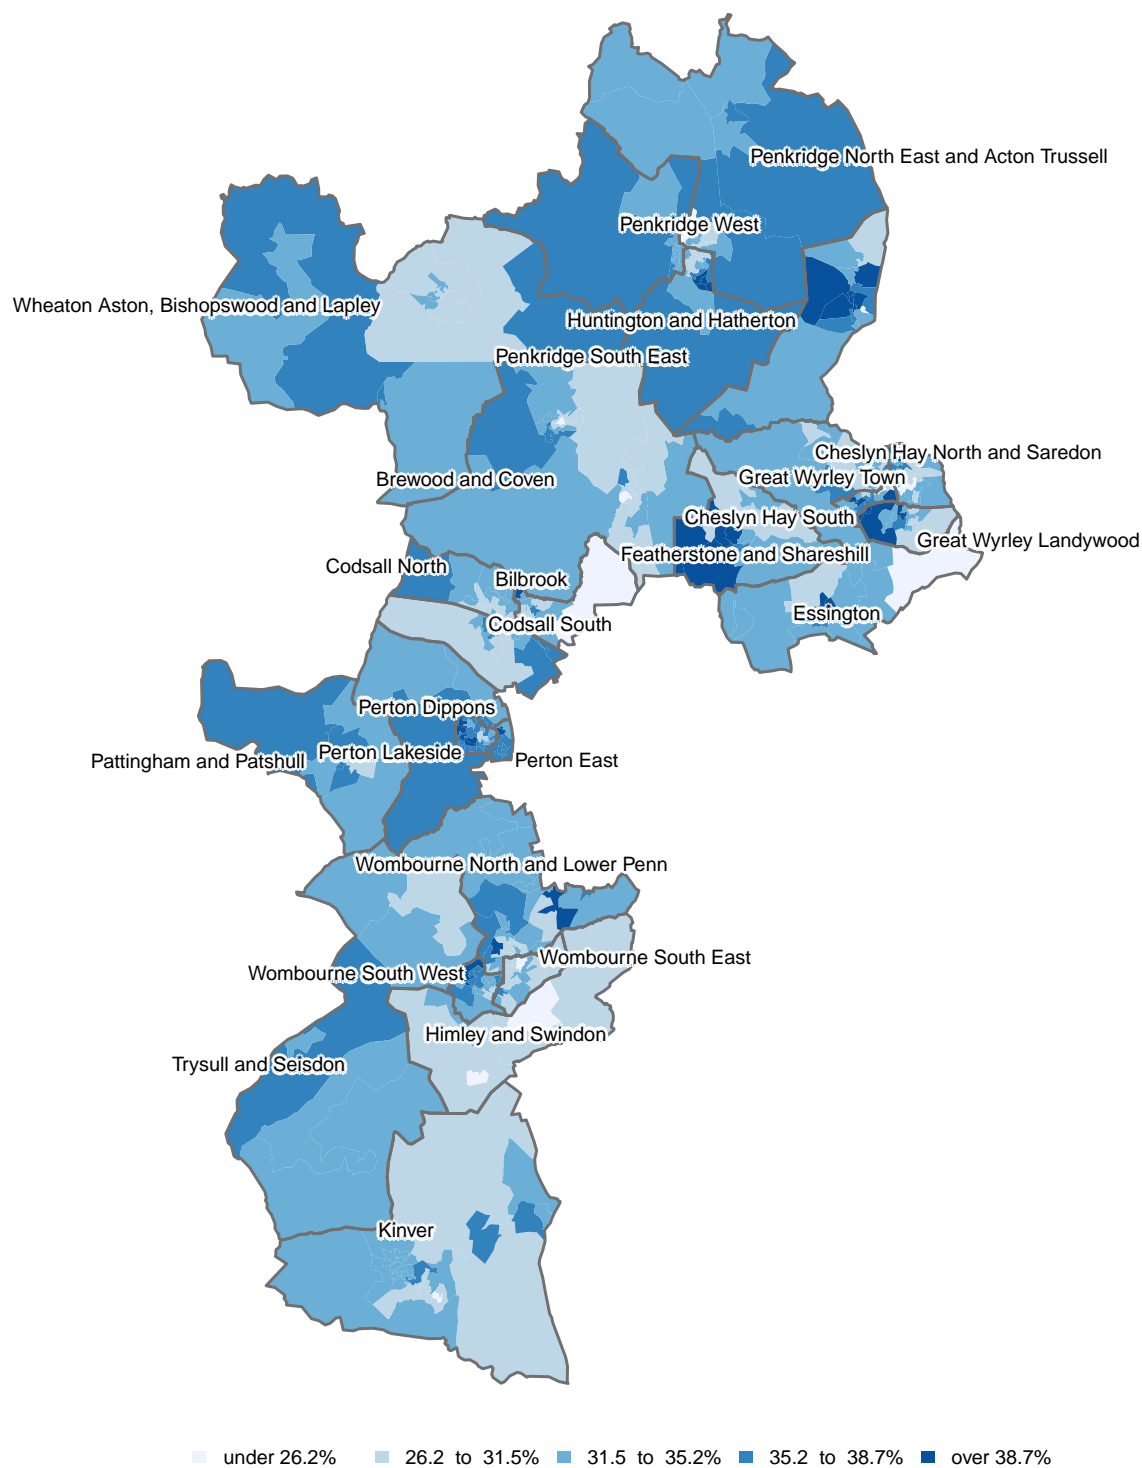 Penkridge North East and Acton Trussell
Penkridge West
Wheaton Aston, Bishopswood and Lapley
Huntington and Hatherton
Penkridge South East
Cheslyn Hay North and Saredon
Brewood and Coven
Great Wyrley Town
Cheslyn Hay South
Great Wyrley Landywood
Featherstone and Shareshill
Codsall North
Bilbrook
Essington
Codsall South
Perton Dippons
Perton Lakeside
Pattingham and Patshull
Perton East
Wombourne North and Lower Penn
Wombourne South East
Wombourne South West
Himley and Swindon
Trysull and Seisdon
Kinver
under 26.2% 26.2 to 31.5% 31.5 to 35.2% 35.2 to 38.7% over 38.7%